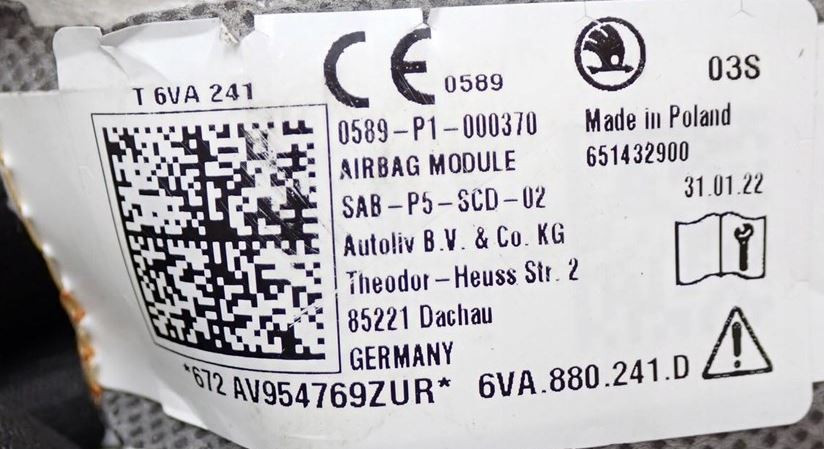 T 6VA 241
CE 0589
03S
0589-P1-000370
AIRBAG MODULE
SAB-P5-SCD-02
Autoliv B.V. & Co. KG
Theodor-Heuss Str. 2
85221 Dachau
GERMANY
Made in Poland
651432900
31.01.22
*672 AV954769ZUR* 6VA.880.241.D